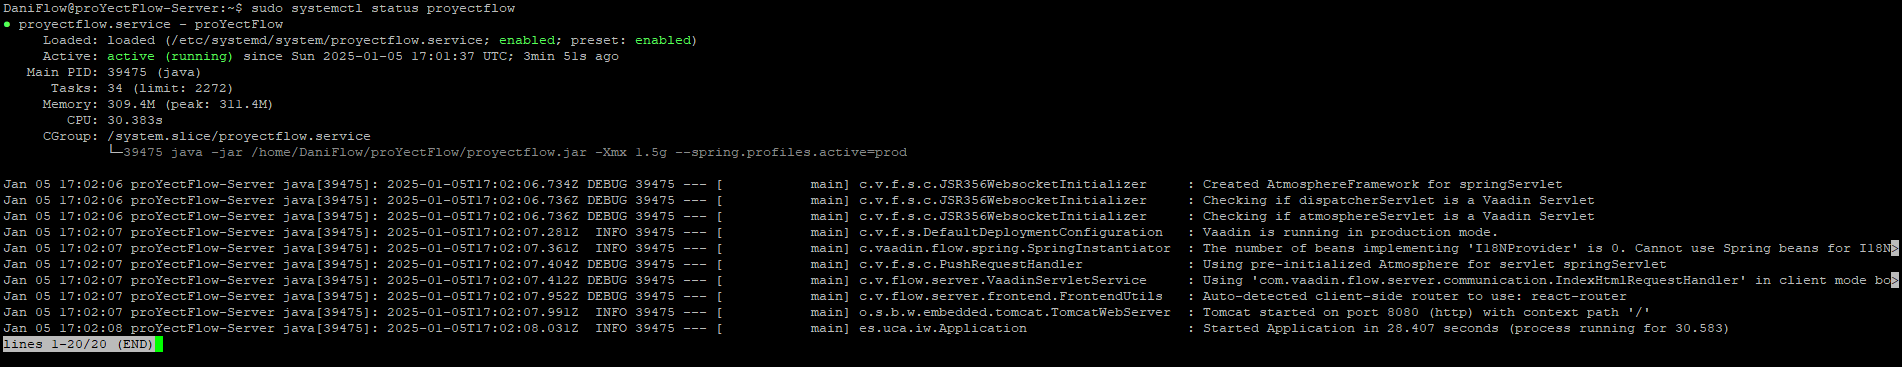 DaniFlow@proYectFlow-Server:~$ sudo systemctl status proyectflow
● proyectflow.service - proYectFlow
Loaded: loaded (/etc/systemd/system/proyectflow.service; enabled; preset: enabled)
Active: active (running) since Sun 2025-01-05 17:01:37 UTC; 3min 51s ago
Main PID: 39475 (java)
Tasks: 34 (limit: 2272)
Memory: 309.4M (peak: 311.4M)
CPU: 30.383s
CGroup: /system.slice/proyectflow.service
└─39475 java -jar /home/DaniFlow/proYectFlow/proyectflow.jar -Xmx 1.5g --spring.profiles.active=prod
Jan 05 17:02:06 proYectFlow-Server java[39475]: 2025-01-05T17:02:06.734Z DEBUG 39475 --- [           main] c.v.f.s.c.JSR356WebsocketInitializer     : Created AtmosphereFramework for springServlet
Jan 05 17:02:06 proYectFlow-Server java[39475]: 2025-01-05T17:02:06.736Z DEBUG 39475 --- [           main] c.v.f.s.c.JSR356WebsocketInitializer     : Checking if dispatcherServlet is a Vaadin Servlet
Jan 05 17:02:06 proYectFlow-Server java[39475]: 2025-01-05T17:02:06.736Z DEBUG 39475 --- [           main] c.v.f.s.c.JSR356WebsocketInitializer     : Checking if atmosphereServlet is a Vaadin Servlet
Jan 05 17:02:07 proYectFlow-Server java[39475]: 2025-01-05T17:02:07.281Z  INFO 39475 --- [           main] c.v.f.s.DefaultDeploymentConfiguration   : Vaadin is running in production mode.
Jan 05 17:02:07 proYectFlow-Server java[39475]: 2025-01-05T17:02:07.361Z  INFO 39475 --- [           main] c.vaadin.flow.spring.SpringInstantiator  : The number of beans implementing 'I18NProvider' is 0. Cannot use Spring beans for I18N>
Jan 05 17:02:07 proYectFlow-Server java[39475]: 2025-01-05T17:02:07.404Z DEBUG 39475 --- [           main] c.v.f.s.c.PushRequestHandler             : Using pre-initialized Atmosphere for servlet springServlet
Jan 05 17:02:07 proYectFlow-Server java[39475]: 2025-01-05T17:02:07.412Z DEBUG 39475 --- [           main] c.v.flow.server.VaadinServletService     : Using 'com.vaadin.flow.server.communication.IndexHtmlRequestHandler' in client mode bo>
Jan 05 17:02:07 proYectFlow-Server java[39475]: 2025-01-05T17:02:07.952Z DEBUG 39475 --- [           main] c.v.flow.server.frontend.FrontendUtils   : Auto-detected client-side router to use: react-router
Jan 05 17:02:07 proYectFlow-Server java[39475]: 2025-01-05T17:02:07.991Z  INFO 39475 --- [           main] o.s.b.w.embedded.tomcat.TomcatWebServer  : Tomcat started on port 8080 (http) with context path '/'
Jan 05 17:02:08 proYectFlow-Server java[39475]: 2025-01-05T17:02:08.031Z  INFO 39475 --- [           main] es.uca.iw.Application                    : Started Application in 28.407 seconds (process running for 30.583)
lines 1-20/20 (END)